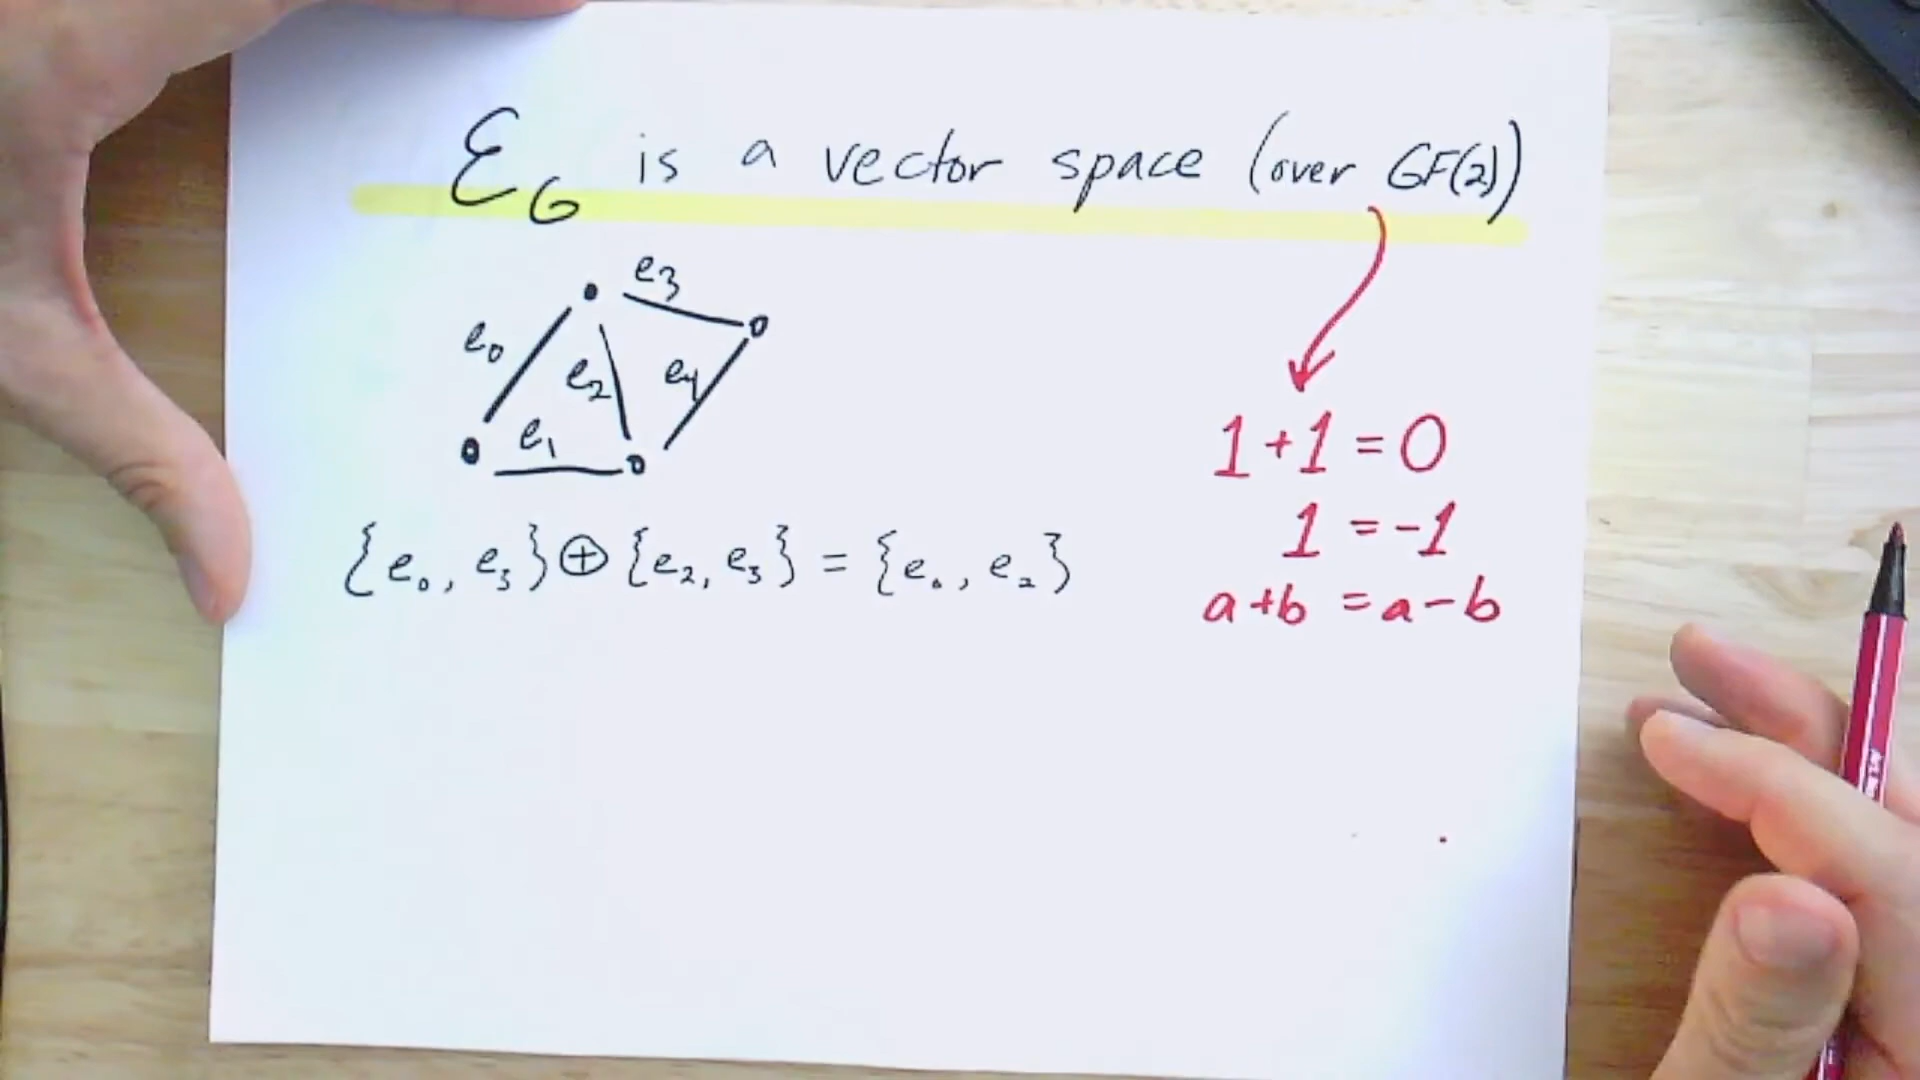 ℰ_G is a vector space (over GF(2))
e₃
e₀
e₂
e₄
e₁
{e₀, e₃} ⊕ {e₂, e₃} = {e₀, e₂}
1+1=0
1=-1
a+b=a-b